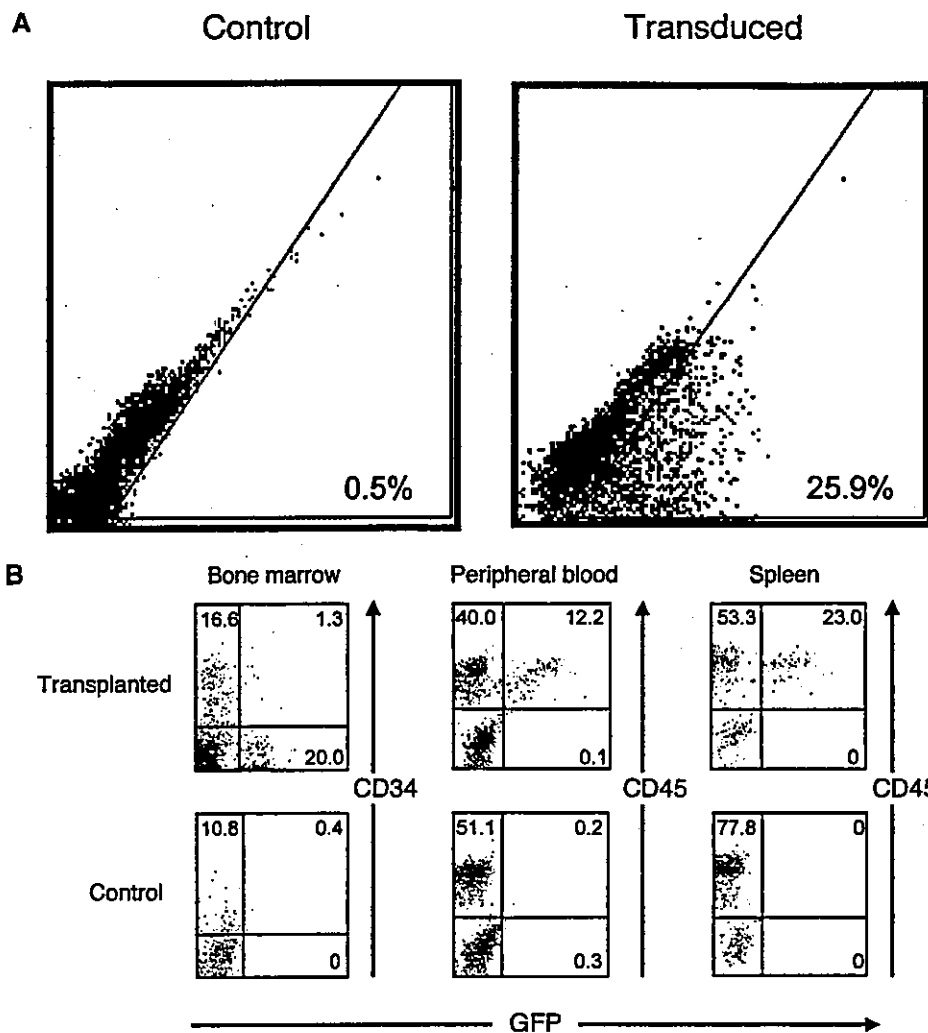 A
Control
Transduced
0.5%
25.9%
B
Bone marrow
Peripheral blood
Spleen
Transplanted
16.6
1.3
20.0
CD34
40.0
12.2
0.1
CD45
53.3
23.0
0
CD45
Control
10.8
0.4
0
51.1
0.2
0.3
77.8
0
0
GFP